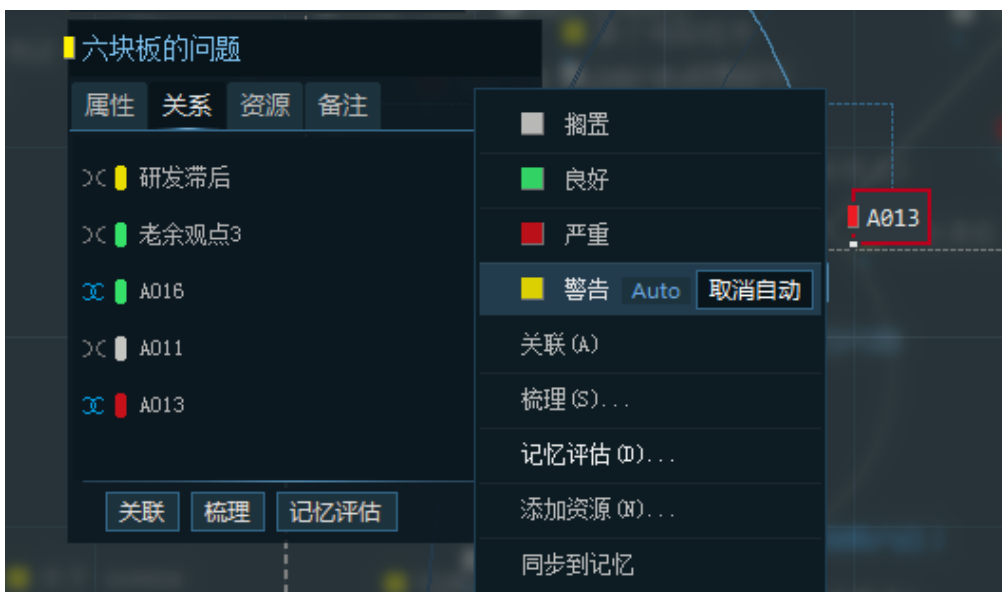 六块板的问题
属性 关系 资源 备注
研发滞后
老余观点3
A016
A011
A013
关联 梳理 记忆评估
搁置
良好
严重
警告 Auto 取消自动
关联(A)
梳理(S)...
记忆评估(D)...
添加资源(N)...
同步到记忆
A013